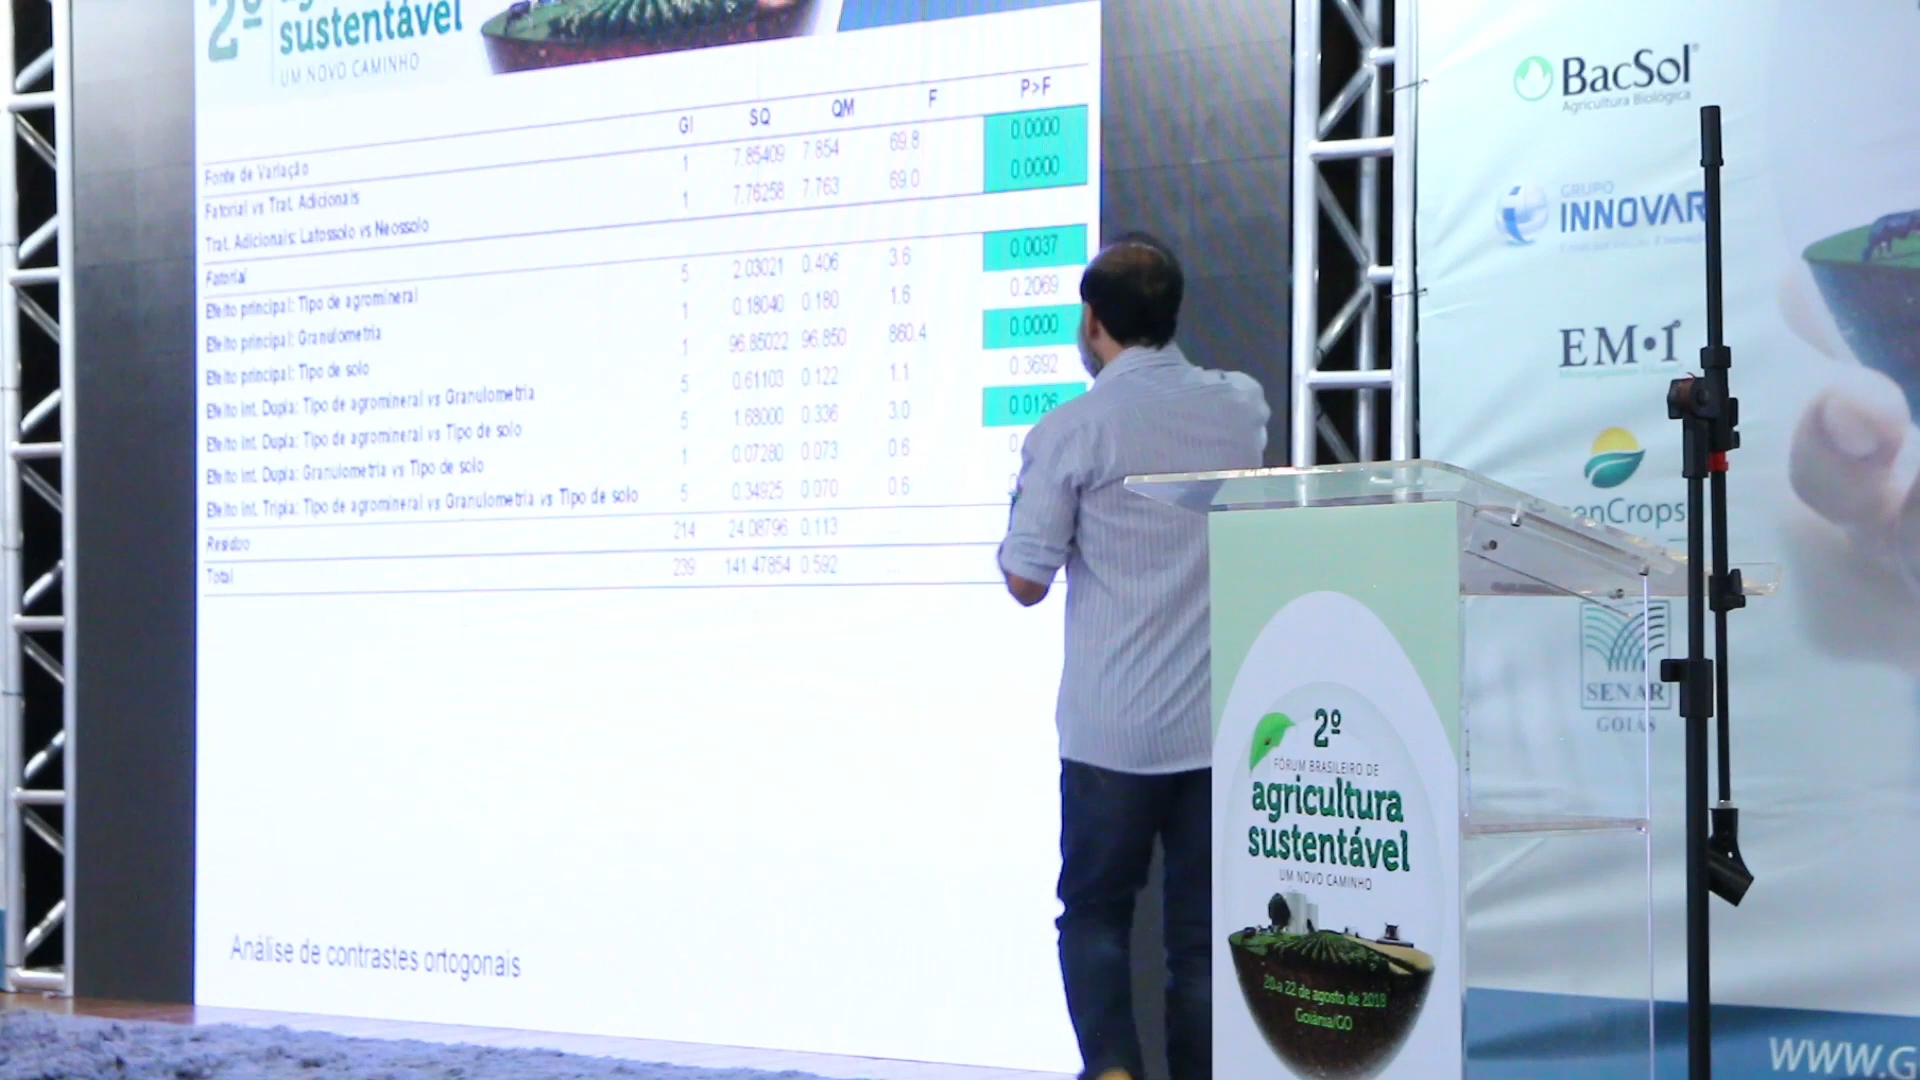 2º
sustentável
UM NOVO CAMINHO
Gl SQ QM F P>F
Fonte de Variação
Fatorial vs Trat. Adicionais 1 7.85409 7.854 69.8 0.0000
Trat. Adicionais: Latossolo vs Neossolo 1 7.76258 7.763 69.0 0.0000
Fatorial
Efeito principal: Tipo de agromineral 5 2.03021 0.406 3.6 0.0037
Efeito principal: Granulometria 1 0.18040 0.180 1.6 0.2069
Efeito principal: Tipo de solo 1 96.85022 96.850 860.4 0.0000
Efeito Int. Dupla: Tipo de agromineral vs Granulometria 5 0.61103 0.122 1.1 0.3692
Efeito Int. Dupla: Tipo de agromineral vs Tipo de solo 5 1.68000 0.336 3.0 0.0126
Efeito Int. Dupla: Granulometria vs Tipo de solo 1 0.07280 0.073 0.6 0.
Efeito Int. Tripla: Tipo de agromineral vs Granulometria vs Tipo de solo 5 0.34925 0.070 0.6
Resíduo 214 24.08796 0.113 ...
Total 239 141.47854 0.592 ...
Análise de contrastes ortogonais
BacSol®
Agricultura Biológica
GRUPO
INNOVAR
EM•1
enCrops
SENAR
GOIÁS
2º
FÓRUM BRASILEIRO DE
agricultura
sustentável
UM NOVO CAMINHO
20 a 22 de agosto de 2018
Goiânia/GO
WWW.G